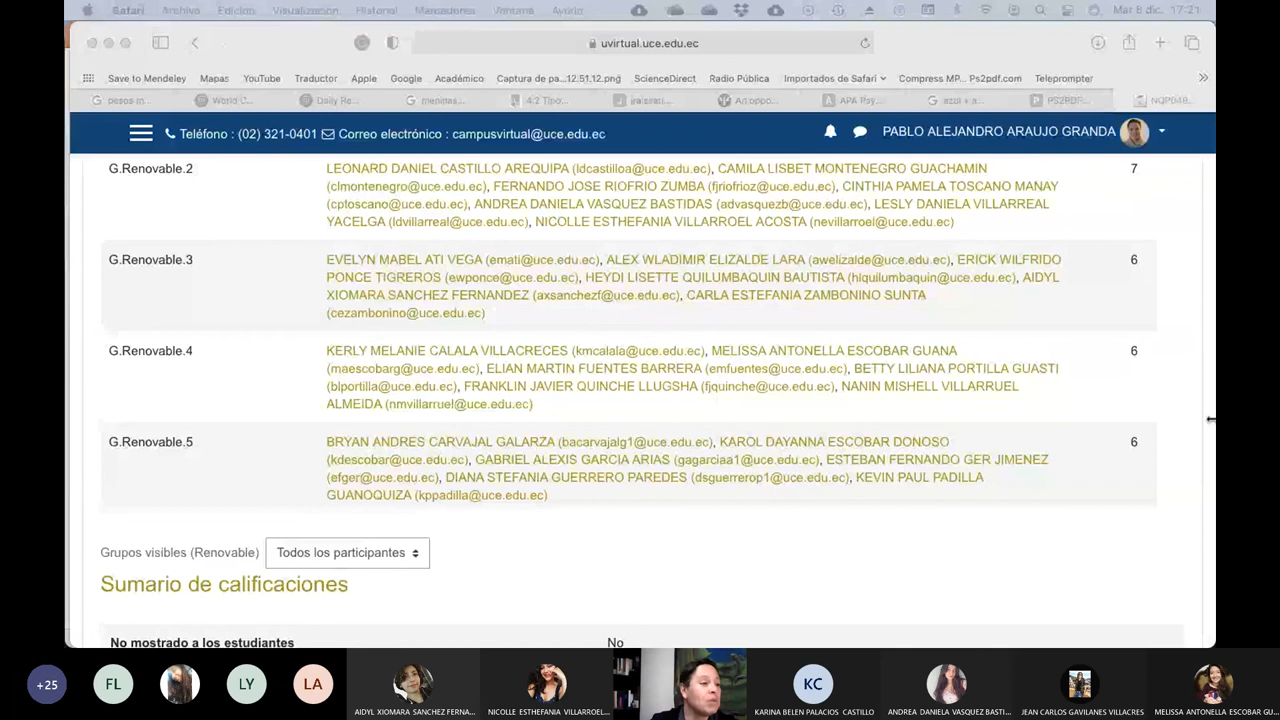 Safari Archivo Edición Visualización Historial Marcadores Ventana Ayuda Mar 8 dic. 17:21
uvirtual.uce.edu.ec
Save to Mendeley Mapas YouTube Traductor Apple Google Académico Captura de pa...12.51.12.png ScienceDirect Radio Pública Importados de Safari Compress MP... Ps2pdf.com Teleprompter
pesos m... World C... Daily Re... meninas... 4.2 Tipo... An oppo... APA Psy... azul + a... PS2PDF...
Teléfono : (02) 321-0401 Correo electrónico : campusvirtual@uce.edu.ec PABLO ALEJANDRO ARAUJO GRANDA
G.Renovable.2 LEONARD DANIEL CASTILLO AREQUIPA (ldcastilloa@uce.edu.ec), CAMILA LISBET MONTENEGRO GUACHAMIN 7
(clmontenegro@uce.edu.ec), FERNANDO JOSE RIOFRIO ZUMBA (fjriofrioz@uce.edu.ec), CINTHIA PAMELA TOSCANO MANAY
(cptoscano@uce.edu.ec), ANDREA DANIELA VASQUEZ BASTIDAS (advasquezb@uce.edu.ec), LESLY DANIELA VILLARREAL
YACELGA (ldvillarreal@uce.edu.ec), NICOLLE ESTHEFANIA VILLARROEL ACOSTA (nevillarroel@uce.edu.ec)
G.Renovable.3 EVELYN MABEL ATI VEGA (emati@uce.edu.ec), ALEX WLADIMIR ELIZALDE LARA (awelizalde@uce.edu.ec), ERICK WILFRIDO 6
PONCE TIGREROS (ewponce@uce.edu.ec), HEYDI LISETTE QUILUMBAQUIN BAUTISTA (hlquilumbaquin@uce.edu.ec), AIDYL
XIOMARA SANCHEZ FERNANDEZ (axsanchezf@uce.edu.ec), CARLA ESTEFANIA ZAMBONINO SUNTA
(cezambonino@uce.edu.ec)
G.Renovable.4 KERLY MELANIE CALALA VILLACRECES (kmcalala@uce.edu.ec), MELISSA ANTONELLA ESCOBAR GUANA 6
(maescobarg@uce.edu.ec), ELIAN MARTIN FUENTES BARRERA (emfuentes@uce.edu.ec), BETTY LILIANA PORTILLA GUASTI
(blportilla@uce.edu.ec), FRANKLIN JAVIER QUINCHE LLUGSHA (fjquinche@uce.edu.ec), NANIN MISHELL VILLARRUEL
ALMEIDA (nmvillarruel@uce.edu.ec)
G.Renovable.5 BRYAN ANDRES CARVAJAL GALARZA (bacarvajalg1@uce.edu.ec), KAROL DAYANNA ESCOBAR DONOSO 6
(kdescobar@uce.edu.ec), GABRIEL ALEXIS GARCIA ARIAS (gagarciaa1@uce.edu.ec), ESTEBAN FERNANDO GER JIMENEZ
(efger@uce.edu.ec), DIANA STEFANIA GUERRERO PAREDES (dsguerrerop1@uce.edu.ec), KEVIN PAUL PADILLA
GUANOQUIZA (kppadilla@uce.edu.ec)
Grupos visibles (Renovable) Todos los participantes
Sumario de calificaciones
No mostrado a los estudiantes No
+25 FL LY LA KC
AIDYL XIOMARA SANCHEZ FERNA... NICOLLE ESTHEFANIA VILLARROEL... KARINA BELEN PALACIOS CASTILLO ANDREA DANIELA VASQUEZ BASTI... JEAN CARLOS GAVILANES VILLACRES MELISSA ANTONELLA ESCOBAR GU...